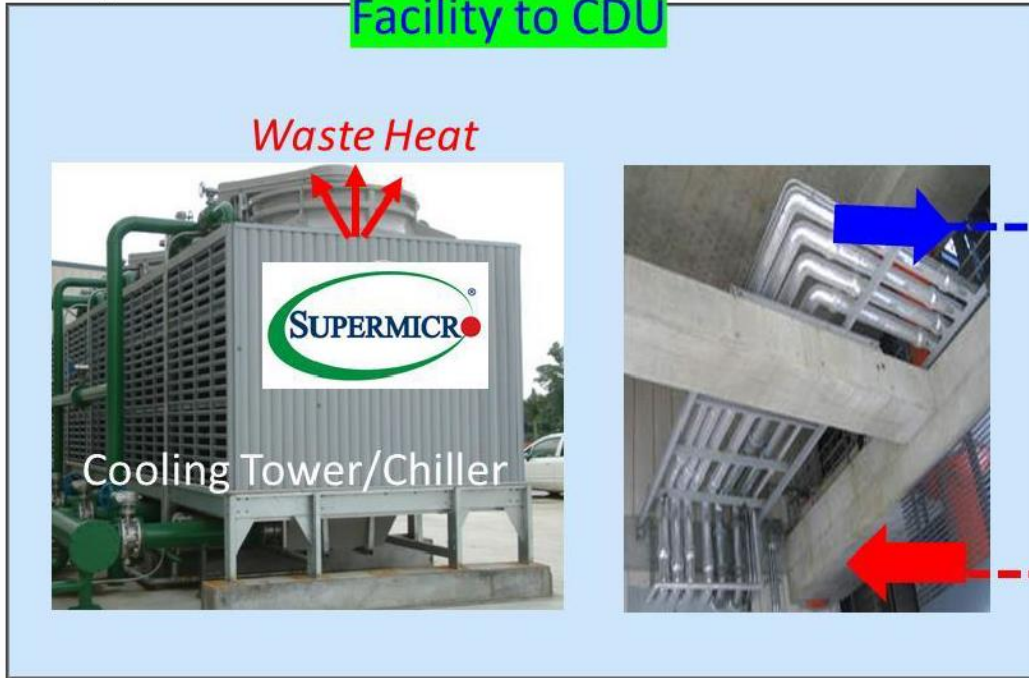 Facility to CDU
Waste Heat
SUPERMICR
®
Cooling Tower/Chiller